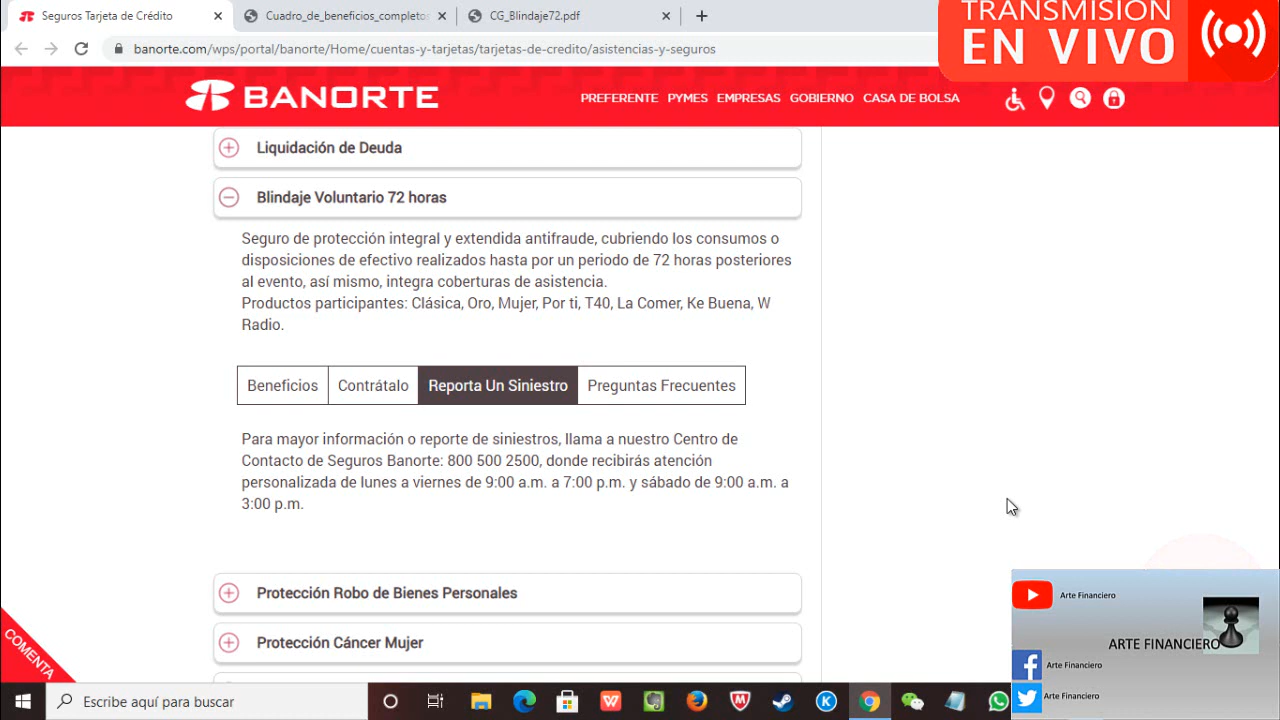 Seguros Tarjeta de Crédito
Cuadro_de_beneficios_completos
CG_Blindaje72.pdf
TRANSMISIÓN
EN VIVO
banorte.com/wps/portal/banorte/Home/cuentas-y-tarjetas/tarjetas-de-credito/asistencias-y-seguros
BANORTE
PREFERENTE PYMES EMPRESAS GOBIERNO CASA DE BOLSA
Liquidación de Deuda
Blindaje Voluntario 72 horas
Seguro de protección integral y extendida antifraude, cubriendo los consumos o
disposiciones de efectivo realizados hasta por un periodo de 72 horas posteriores
al evento, así mismo, integra coberturas de asistencia.
Productos participantes: Clásica, Oro, Mujer, Por ti, T40, La Comer, Ke Buena, W
Radio.
Beneficios Contrátalo Reporta Un Siniestro Preguntas Frecuentes
Para mayor información o reporte de siniestros, llama a nuestro Centro de
Contacto de Seguros Banorte: 800 500 2500, donde recibirás atención
personalizada de lunes a viernes de 9:00 a.m. a 7:00 p.m. y sábado de 9:00 a.m. a
3:00 p.m.
Protección Robo de Bienes Personales
Protección Cáncer Mujer
COMENTA
Arte Financiero
ARTE FINANCIERO
Arte Financiero
Arte Financiero
Escribe aquí para buscar